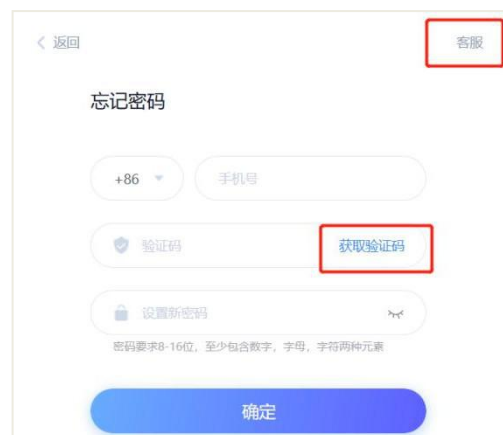 返回 客服
忘记密码
+86 手机号
验证码 获取验证码
设置新密码
密码要求8-16位，至少包含数字，字母，字符两种元素
确定